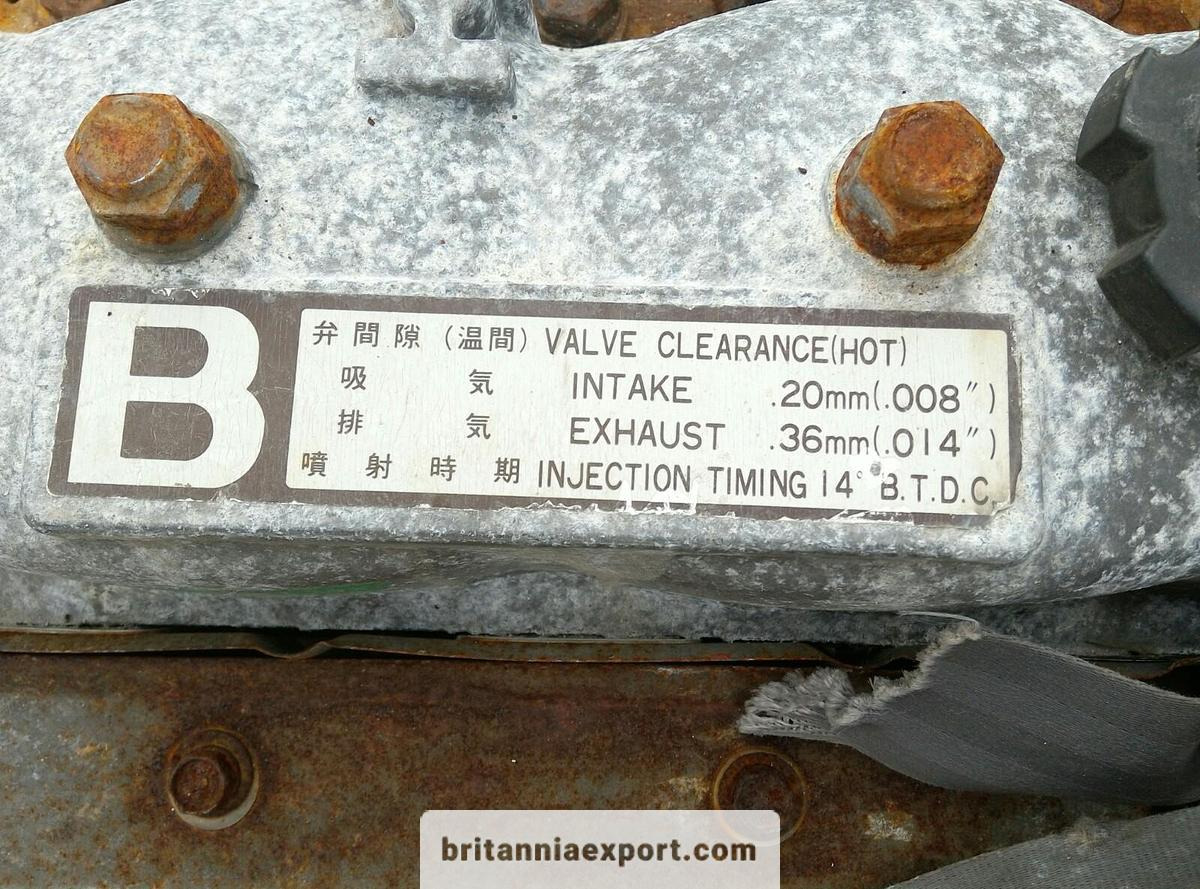 B
弁間隙（温間）VALVE CLEARANCE(HOT)
吸 気 INTAKE .20mm(.008")
排 気 EXHAUST .36mm(.014")
噴射時期 INJECTION TIMING 14° B.T.D.C.
britanniaexport.com